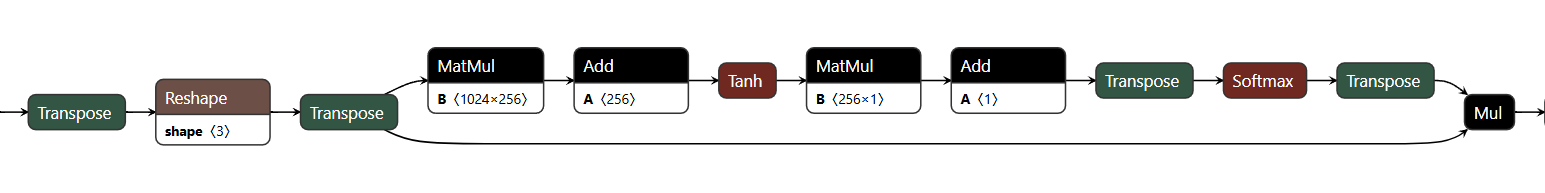 Transpose
Reshape
shape 〈3〉
Transpose
MatMul
B 〈1024×256〉
Add
A 〈256〉
Tanh
MatMul
B 〈256×1〉
Add
A 〈1〉
Transpose
Softmax
Transpose
Mul